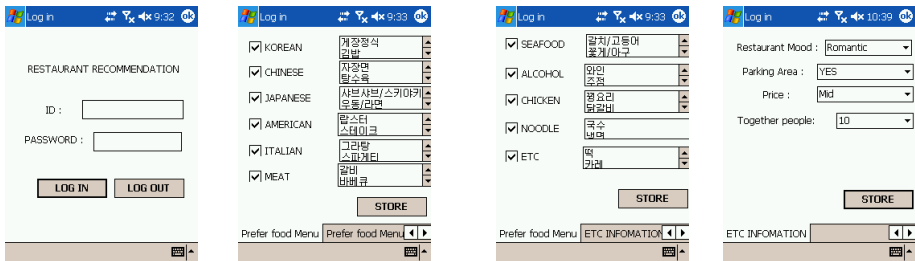 Log in 9:32 ok
RESTAURANT RECOMMENDATION
ID :
PASSWORD :
LOG IN LOG OUT
Log in 9:33 ok
KOREAN 게장정식
김밥
CHINESE 자장면
탕수육
JAPANESE 샤브샤브/스키야키
우동/라면
AMERICAN 랍스터
스테이크
ITALIAN 그라탕
스파게티
MEAT 갈비
바베큐
STORE
Prefer food Menu Prefer food Menu
Log in 9:33 ok
SEAFOOD 갈치/고등어
꽃게/아구
ALCOHOL 와인
주점
CHICKEN 꿩요리
닭갈비
NOODLE 국수
냉면
ETC 떡
카레
STORE
Prefer food Menu ETC INFOMATION
Log in 10:39 ok
Restaurant Mood : Romantic
Parking Area : YES
Price : Mid
Together people: 10
STORE
ETC INFOMATION